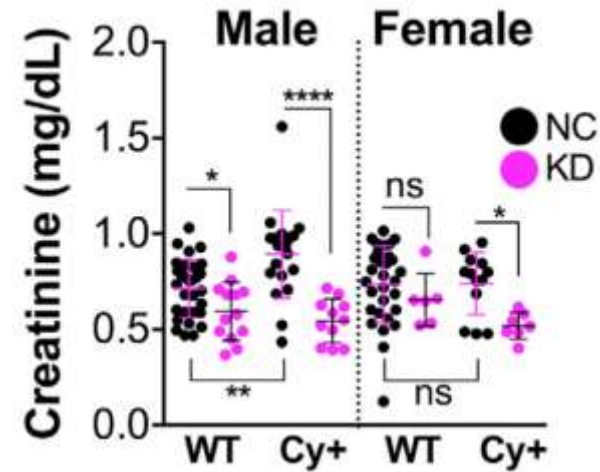 Male Female
Creatinine (mg/dL)
2.0
1.5
1.0
0.5
0.0
NC
KD
*
****
ns
*
**
ns
WT Cy+ WT Cy+